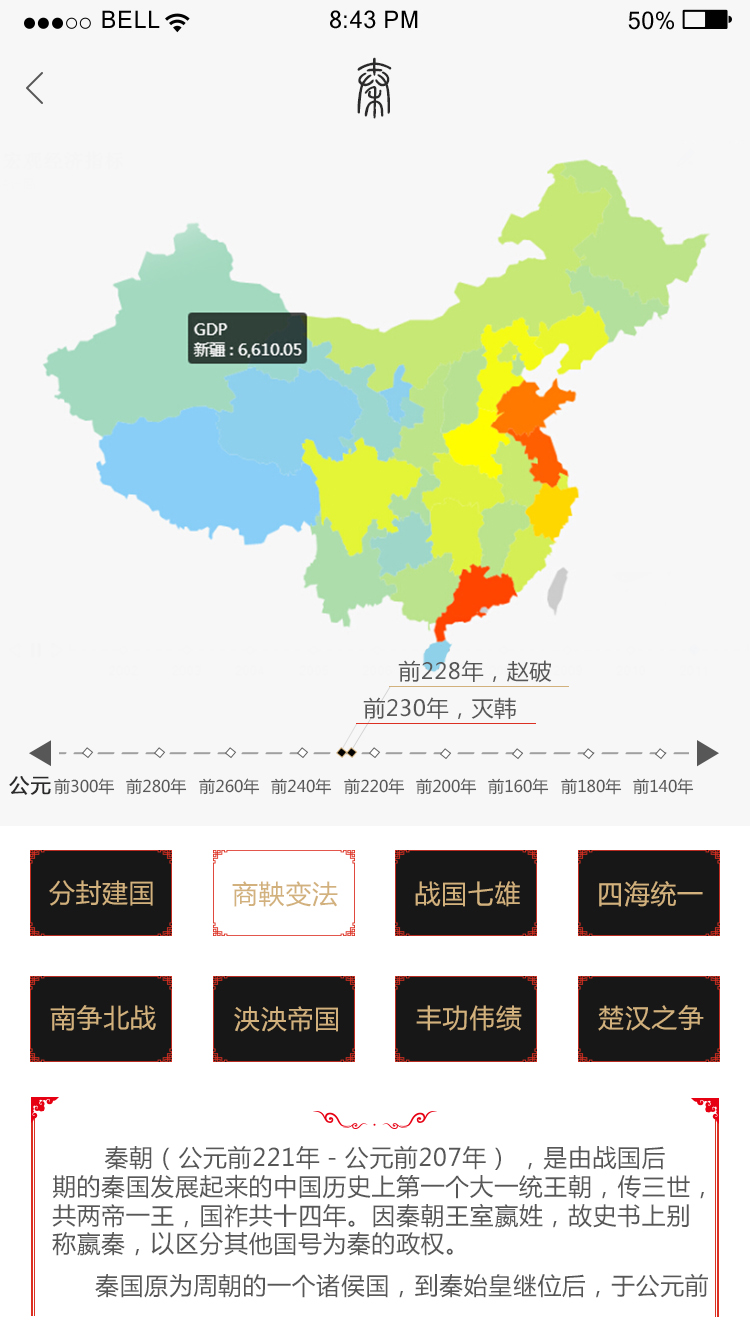 BELL 8:43 PM 50%
秦
GDP
新疆 : 6,610.05
前228年，赵破
前230年，灭韩
公元 前300年 前280年 前260年 前240年 前220年 前200年 前160年 前180年 前140年
分封建国 商鞅变法 战国七雄 四海统一
南争北战 泱泱帝国 丰功伟绩 楚汉之争
秦朝（公元前221年－公元前207年），是由战国后
期的秦国发展起来的中国历史上第一个大一统王朝，传三世，
共两帝一王，国祚共十四年。因秦朝王室嬴姓，故史书上别
称嬴秦，以区分其他国号为秦的政权。
秦国原为周朝的一个诸侯国，到秦始皇继位后，于公元前